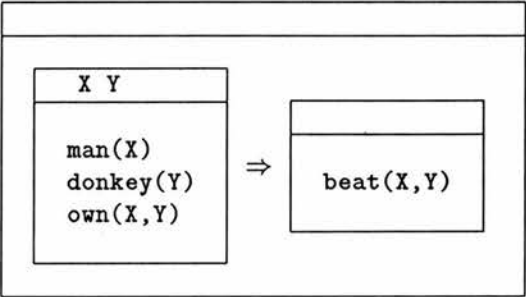 X Y
man(X)
donkey(Y)
own(X,Y)
⇒
beat(X,Y)